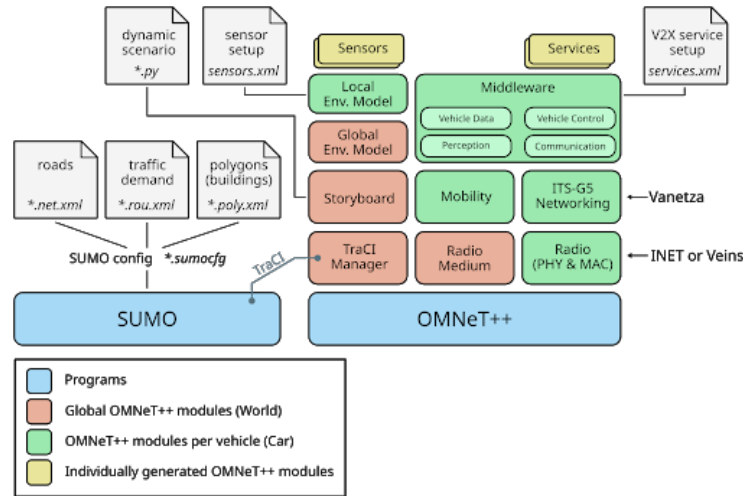 dynamic
scenario
*.py
sensor
setup
sensors.xml
Sensors
Services
V2X service
setup
services.xml
Local
Env. Model
Middleware
Vehicle Data
Vehicle Control
Perception
Communication
Global
Env. Model
roads
*.net.xml
traffic
demand
*.rou.xml
polygons
(buildings)
*.poly.xml
Storyboard
Mobility
ITS-G5
Networking
Vanetza
SUMO config *.sumocfg
TraCI
TraCI
Manager
Radio
Medium
Radio
(PHY & MAC)
INET or Veins
SUMO
OMNeT++
Programs
Global OMNeT++ modules (World)
OMNeT++ modules per vehicle (Car)
Individually generated OMNeT++ modules